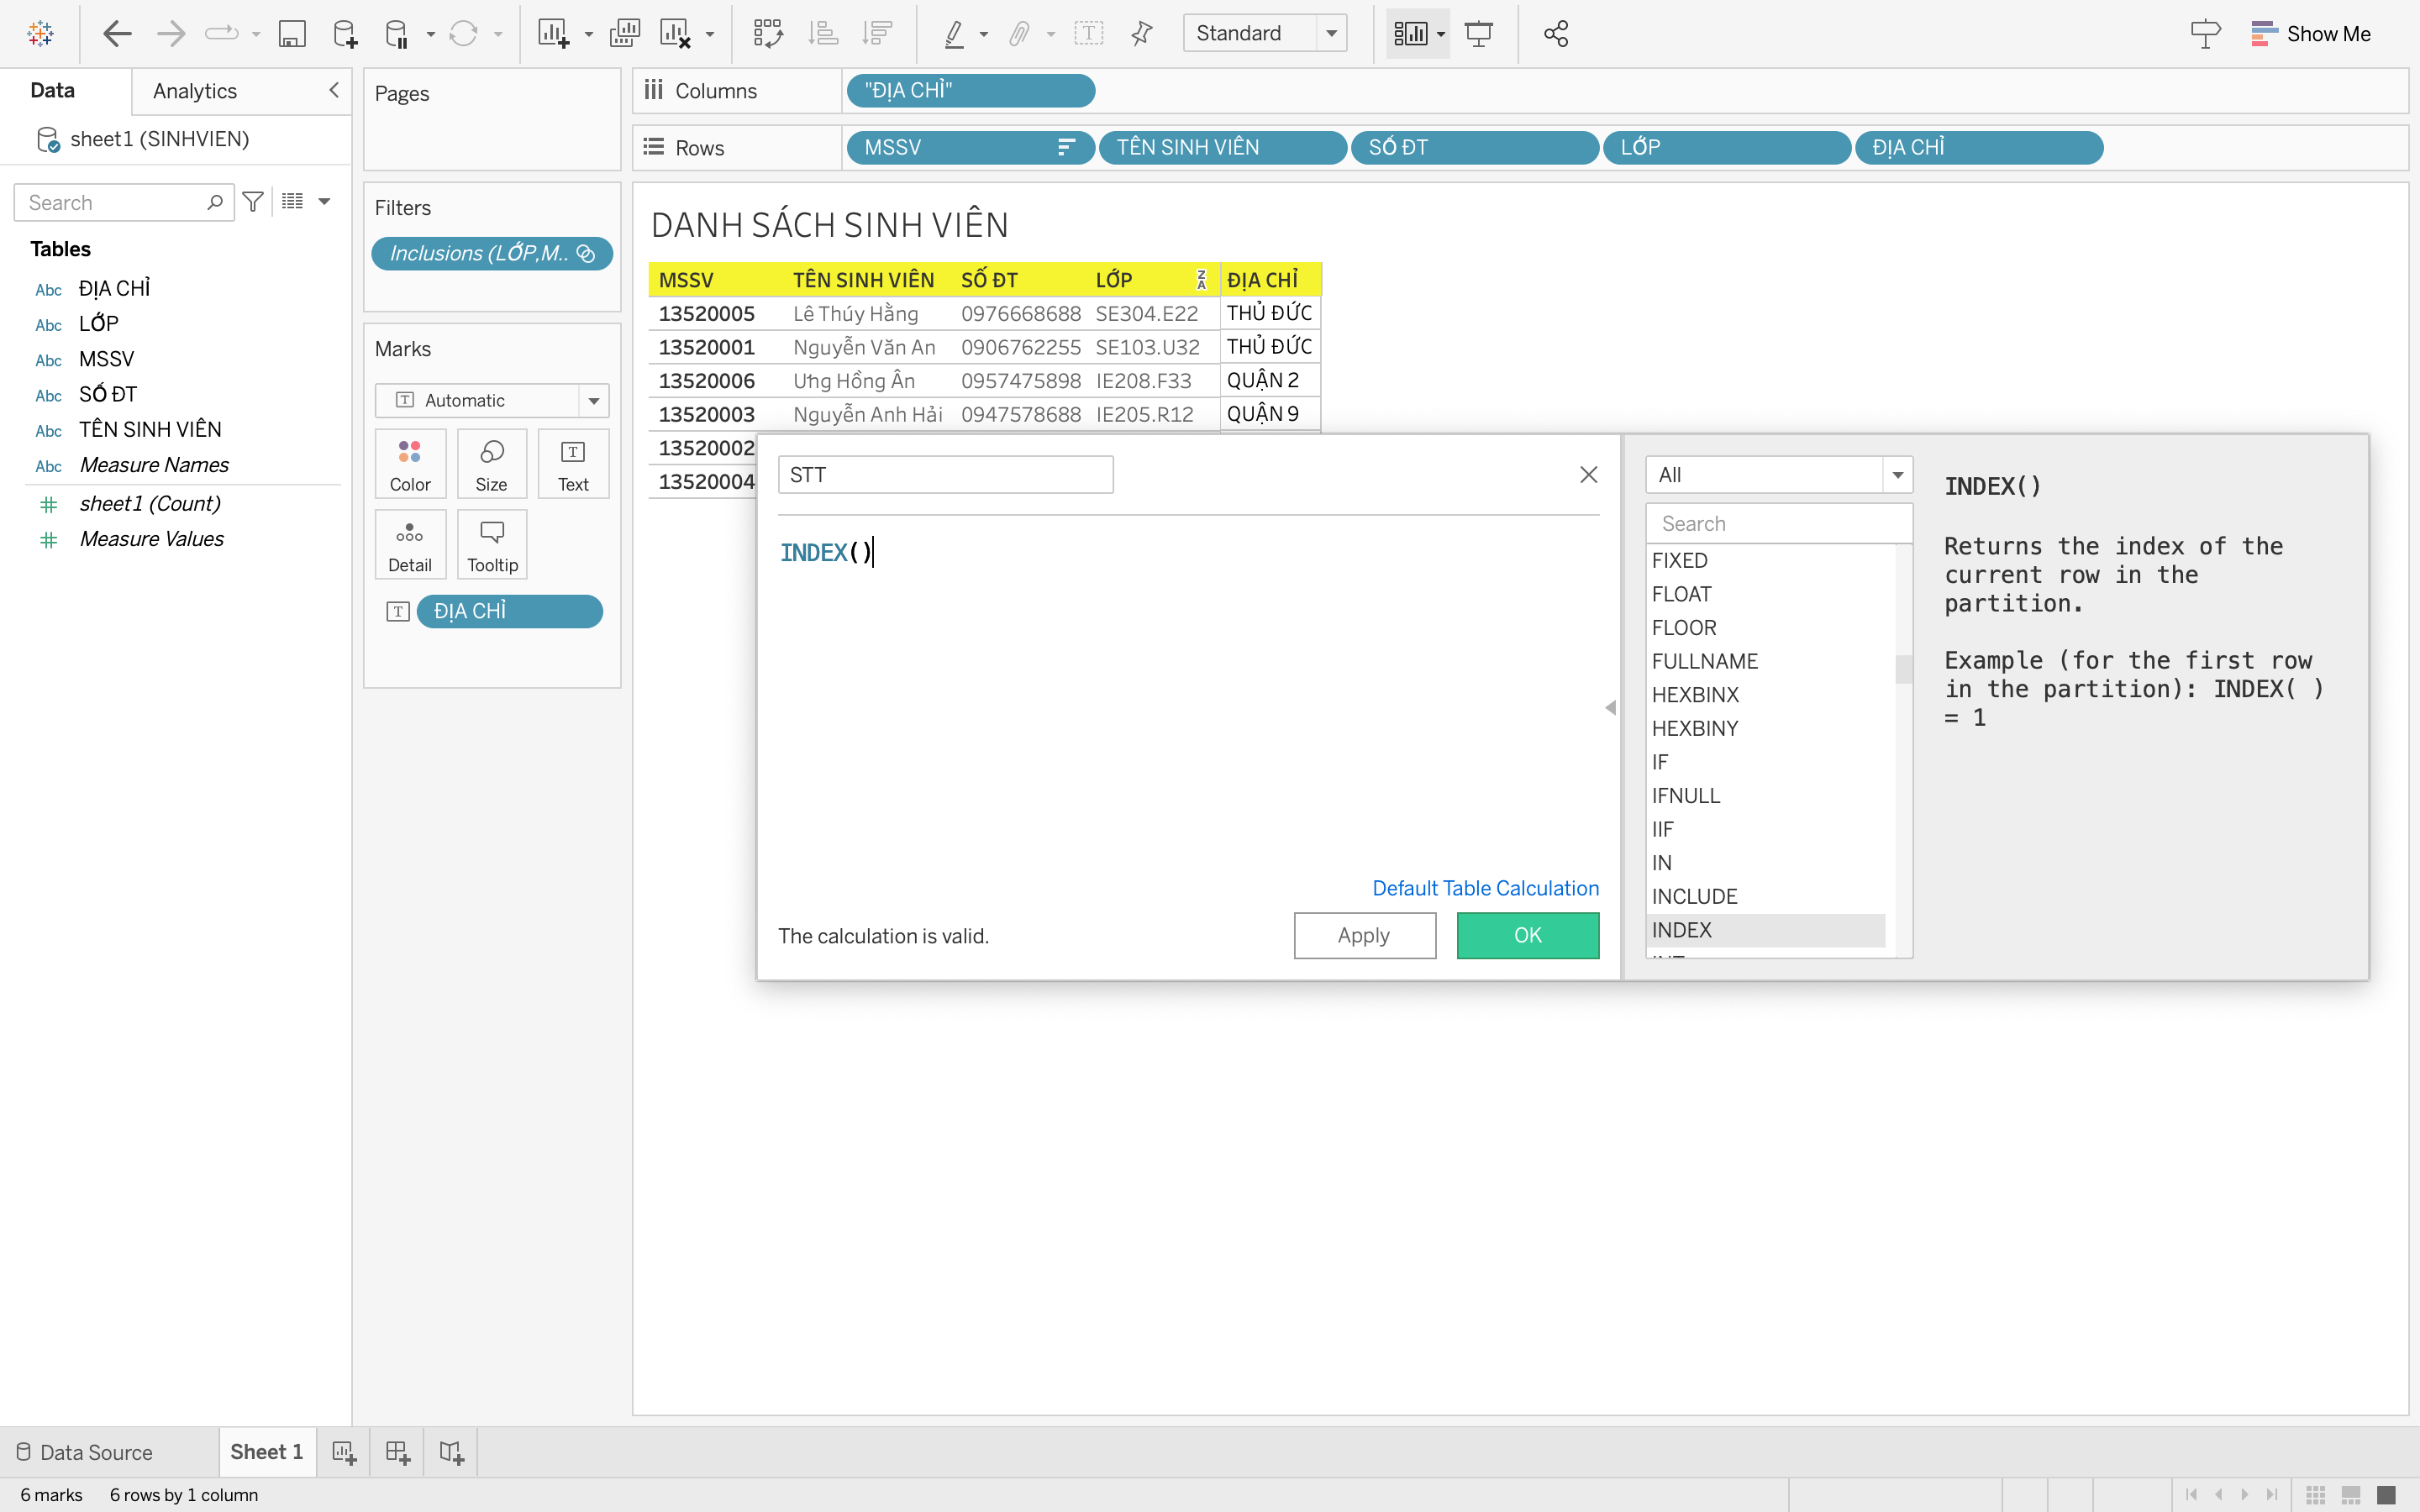 Standard
Show Me
Data
Analytics
sheet1 (SINHVIEN)
Search
Tables
Abc ĐỊA CHỈ
Abc LỚP
Abc MSSV
Abc SỐ ĐT
Abc TÊN SINH VIÊN
Abc Measure Names
sheet1 (Count)
Measure Values
Pages
Filters
Inclusions (LỚP,M..
Marks
Automatic
Color
Size
Text
Detail
Tooltip
ĐỊA CHỈ
Columns
"ĐỊA CHỈ"
Rows
MSSV
TÊN SINH VIÊN
SỐ ĐT
LỚP
ĐỊA CHỈ
DANH SÁCH SINH VIÊN
MSSV TÊN SINH VIÊN SỐ ĐT LỚP ĐỊA CHỈ
13520005 Lê Thúy Hằng 0976668688 SE304.E22 THỦ ĐỨC
13520001 Nguyễn Văn An 0906762255 SE103.U32 THỦ ĐỨC
13520006 Ưng Hồng Ân 0957475898 IE208.F33 QUẬN 2
13520003 Nguyễn Anh Hải 0947578688 IE205.R12 QUẬN 9
13520002
13520004
STT
INDEX()
Default Table Calculation
The calculation is valid.
Apply
OK
All
Search
FIXED
FLOAT
FLOOR
FULLNAME
HEXBINX
HEXBINY
IF
IFNULL
IIF
IN
INCLUDE
INDEX
INDEX()
Returns the index of the
current row in the
partition.
Example (for the first row
in the partition): INDEX( )
= 1
Data Source
Sheet 1
6 marks
6 rows by 1 column